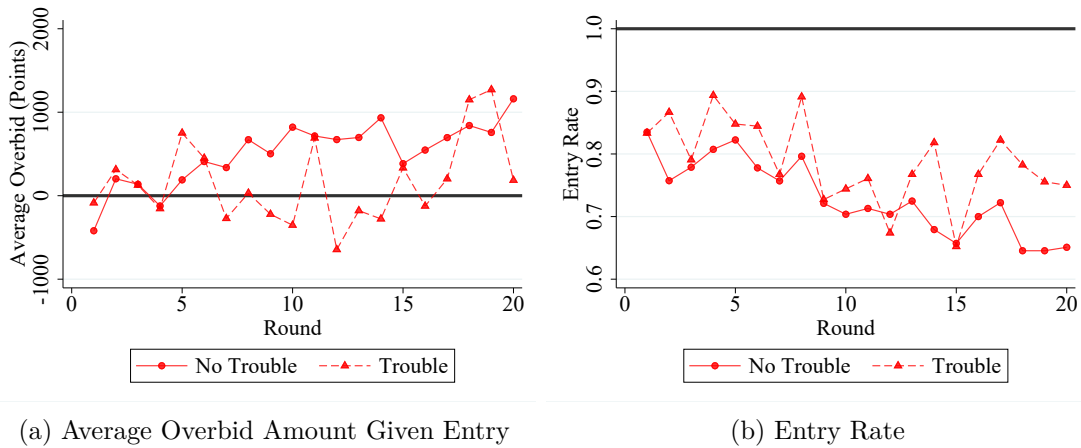 Average Overbid (Points)
2000
1000
0
-1000
0 5 10 15 20
Round
No Trouble Trouble
(a) Average Overbid Amount Given Entry
Entry Rate
1.0
0.9
0.8
0.7
0.6
0 5 10 15 20
Round
No Trouble Trouble
(b) Entry Rate